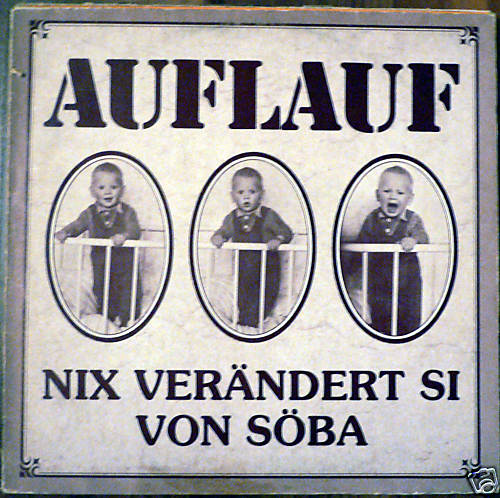 AUFLAUF
NIX VERÄNDERT SI
VON SÖBA